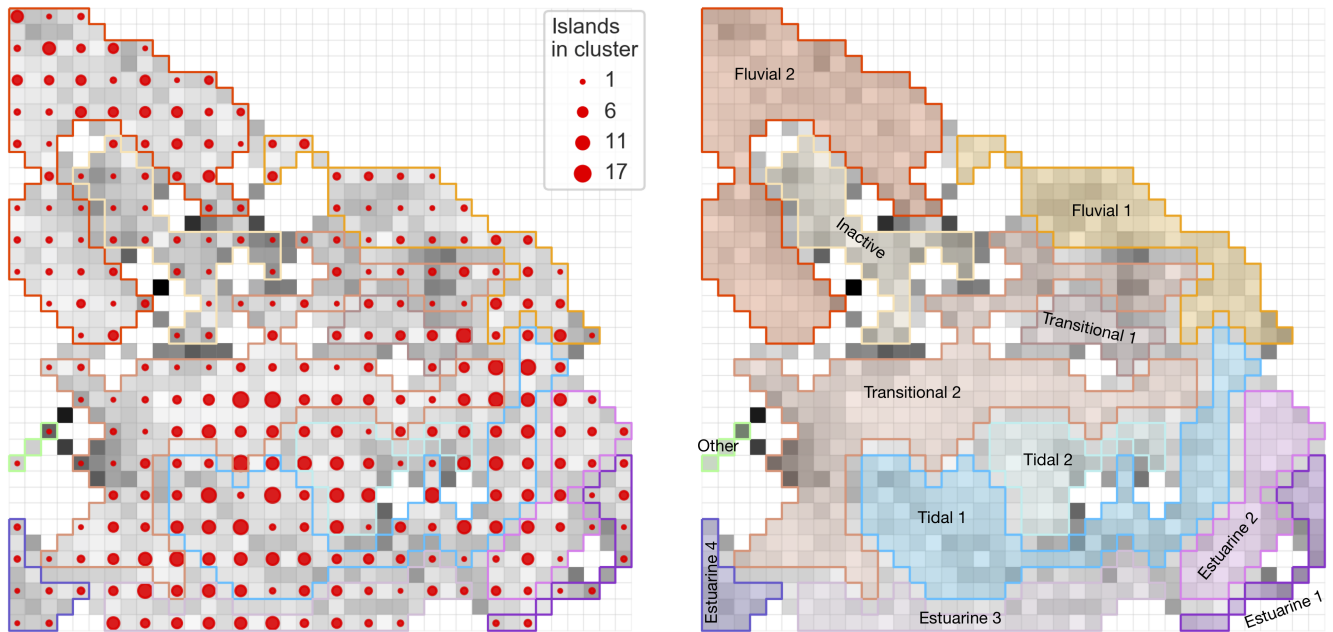 Islands
in cluster
1
6
11
17
Fluvial 2
Fluvial 1
Inactive
Transitional 1
Transitional 2
Other
Tidal 2
Tidal 1
Estuarine 2
Estuarine 4
Estuarine 3
Estuarine 1